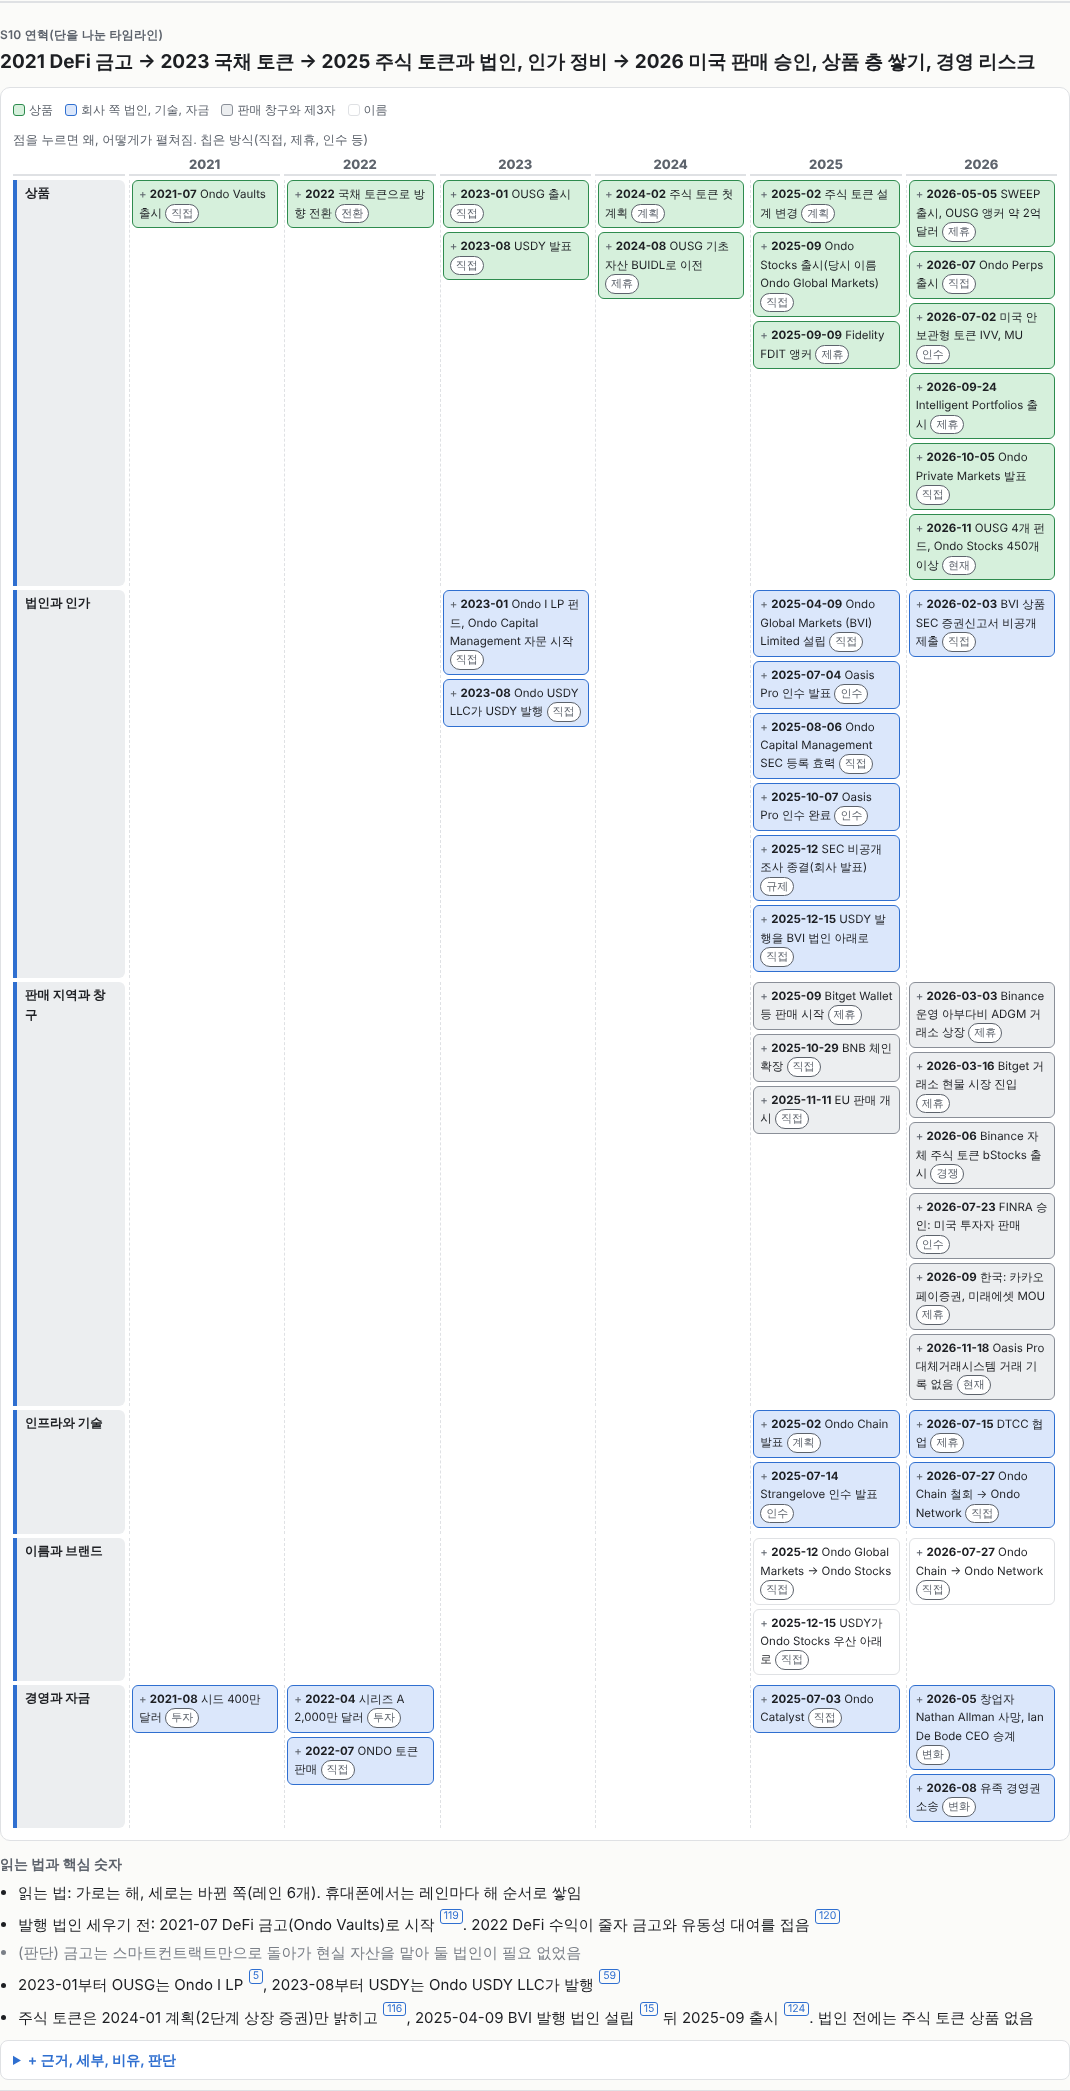 S10 연혁(단을 나눈 타임라인)
2021 DeFi 금고 → 2023 국채 토큰 → 2025 주식 토큰과 법인, 인가 정비 → 2026 미국 판매 승인, 상품 층 쌓기, 경영 리스크
상품 회사 쪽 법인, 기술, 자금 판매 창구와 제3자 이름
점을 누르면 왜, 어떻게가 펼쳐짐. 칩은 방식(직접, 제휴, 인수 등)
2021 2022 2023 2024 2025 2026
상품
+ 2021-07 Ondo Vaults
출시 직접
+ 2022 국채 토큰으로 방
향 전환 전환
+ 2023-01 OUSG 출시
직접
+ 2023-08 USDY 발표
직접
+ 2024-02 주식 토큰 첫
계획 계획
+ 2024-08 OUSG 기초
자산 BUIDL로 이전
제휴
+ 2025-02 주식 토큰 설
계 변경 계획
+ 2025-09 Ondo
Stocks 출시(당시 이름
Ondo Global Markets)
직접
+ 2025-09-09 Fidelity
FDIT 앵커 제휴
+ 2026-05-05 SWEEP
출시, OUSG 앵커 약 2억
달러 제휴
+ 2026-07 Ondo Perps
출시 직접
+ 2026-07-02 미국 안
보관형 토큰 IVV, MU
인수
+ 2026-09-24
Intelligent Portfolios 출
시 제휴
+ 2026-10-05 Ondo
Private Markets 발표
직접
+ 2026-11 OUSG 4개 펀
드, Ondo Stocks 450개
이상 현재
법인과 인가
+ 2023-01 Ondo I LP 펀
드, Ondo Capital
Management 자문 시작
직접
+ 2023-08 Ondo USDY
LLC가 USDY 발행 직접
+ 2025-04-09 Ondo
Global Markets (BVI)
Limited 설립 직접
+ 2025-07-04 Oasis
Pro 인수 발표 인수
+ 2025-08-06 Ondo
Capital Management
SEC 등록 효력 직접
+ 2025-10-07 Oasis
Pro 인수 완료 인수
+ 2025-12 SEC 비공개
조사 종결(회사 발표)
규제
+ 2025-12-15 USDY 발
행을 BVI 법인 아래로
직접
+ 2026-02-03 BVI 상품
SEC 증권신고서 비공개
제출 직접
판매 지역과 창
구
+ 2025-09 Bitget Wallet
등 판매 시작 제휴
+ 2025-10-29 BNB 체인
확장 직접
+ 2025-11-11 EU 판매 개
시 직접
+ 2026-03-03 Binance
운영 아부다비 ADGM 거
래소 상장 제휴
+ 2026-03-16 Bitget 거
래소 현물 시장 진입
제휴
+ 2026-06 Binance 자
체 주식 토큰 bStocks 출
시 경쟁
+ 2026-07-23 FINRA 승
인: 미국 투자자 판매
인수
+ 2026-09 한국: 카카오
페이증권, 미래에셋 MOU
제휴
+ 2026-11-18 Oasis Pro
대체거래시스템 거래 기
록 없음 현재
인프라와 기술
+ 2025-02 Ondo Chain
발표 계획
+ 2025-07-14
Strangelove 인수 발표
인수
+ 2026-07-15 DTCC 협
업 제휴
+ 2026-07-27 Ondo
Chain 철회 → Ondo
Network 직접
이름과 브랜드
+ 2025-12 Ondo Global
Markets → Ondo Stocks
직접
+ 2025-12-15 USDY가
Ondo Stocks 우산 아래
로 직접
+ 2026-07-27 Ondo
Chain → Ondo Network
직접
경영과 자금
+ 2021-08 시드 400만
달러 투자
+ 2022-04 시리즈 A
2,000만 달러 투자
+ 2022-07 ONDO 토큰
판매 직접
+ 2025-07-03 Ondo
Catalyst 직접
+ 2026-05 창업자
Nathan Allman 사망, Ian
De Bode CEO 승계
변화
+ 2026-08 유족 경영권
소송 변화
읽는 법과 핵심 숫자
• 읽는 법: 가로는 해, 세로는 바뀐 쪽(레인 6개). 휴대폰에서는 레인마다 해 순서로 쌓임
• 발행 법인 세우기 전: 2021-07 DeFi 금고(Ondo Vaults)로 시작 119. 2022 DeFi 수익이 줄자 금고와 유동성 대여를 접음 120
• (판단) 금고는 스마트컨트랙트만으로 돌아가 현실 자산을 맡아 둘 법인이 필요 없었음
• 2023-01부터 OUSG는 Ondo I LP 5, 2023-08부터 USDY는 Ondo USDY LLC가 발행 59
• 주식 토큰은 2024-01 계획(2단계 상장 증권)만 밝히고 116, 2025-04-09 BVI 발행 법인 설립 15 뒤 2025-09 출시 124. 법인 전에는 주식 토큰 상품 없음
▶ + 근거, 세부, 비유, 판단